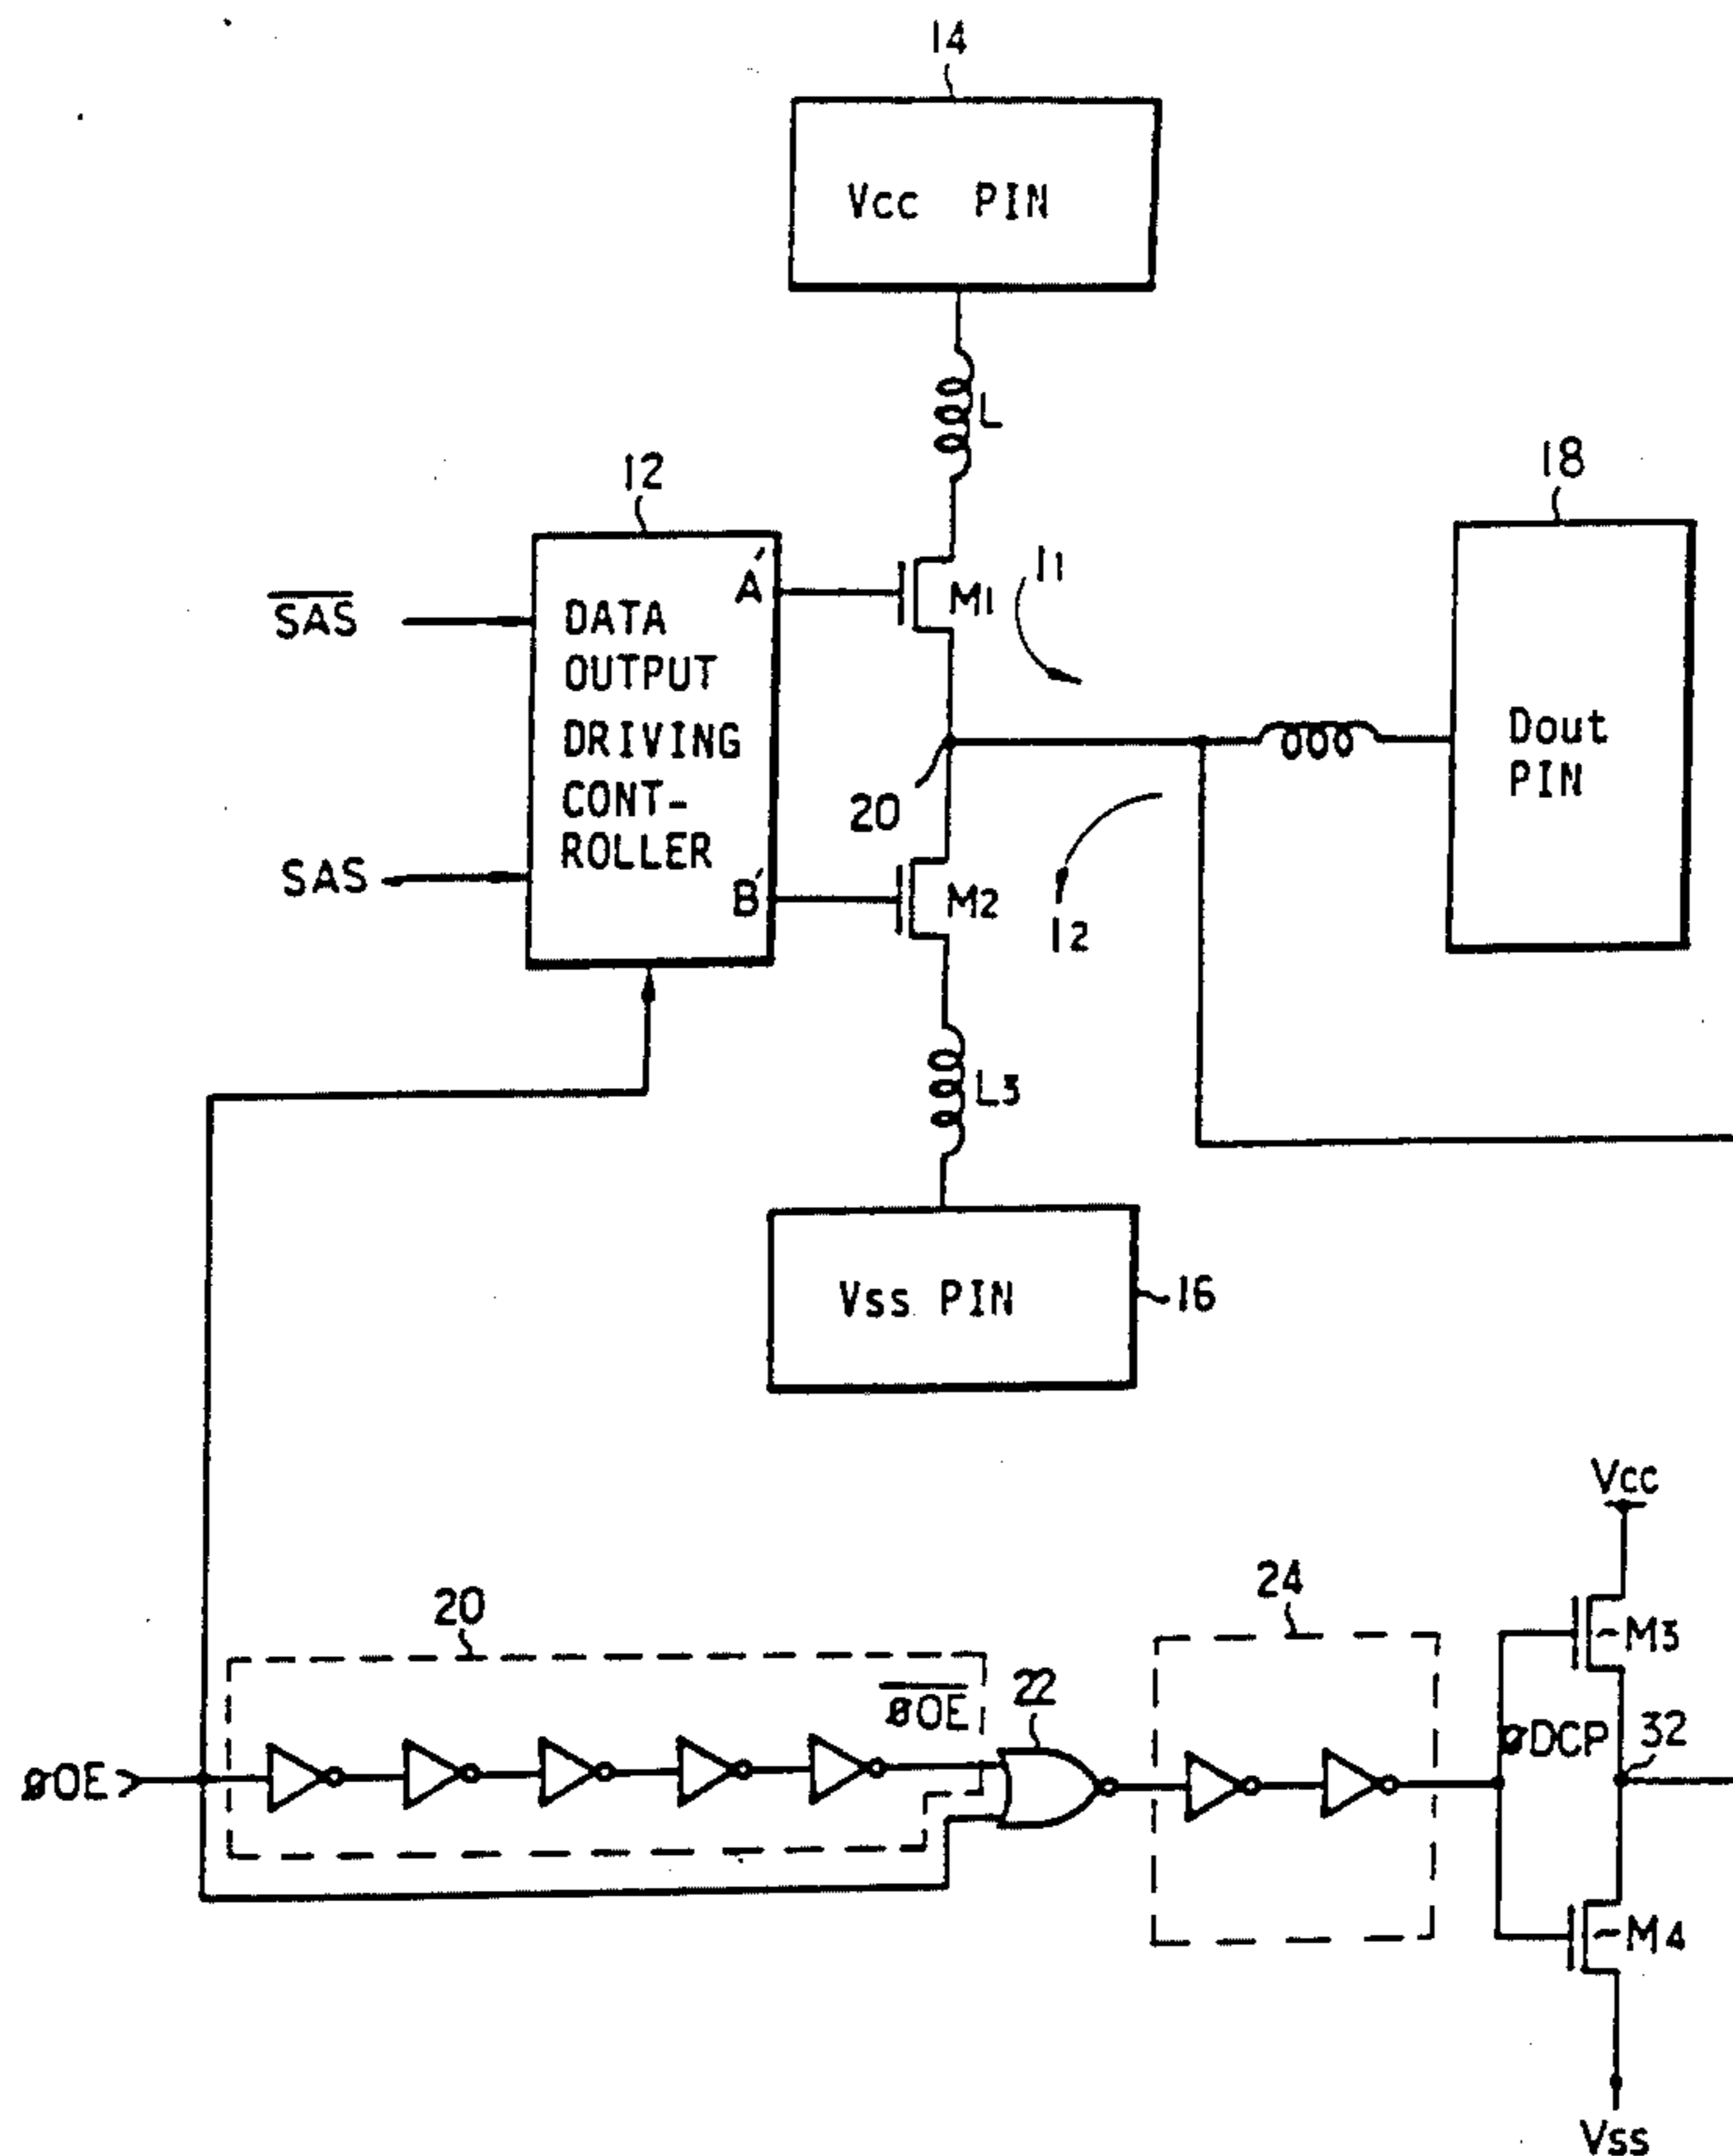 14
Vcc PIN
L
12
18
SAS
A'
DATA
OUTPUT
DRIVING
CONT-
ROLLER
M1
I1
Dout
PIN
20
SAS
B'
M2
I2
L3
Vss PIN
16
Vcc
20
24
M3
øOE
22
øDCP
32
øOE
M4
Vss